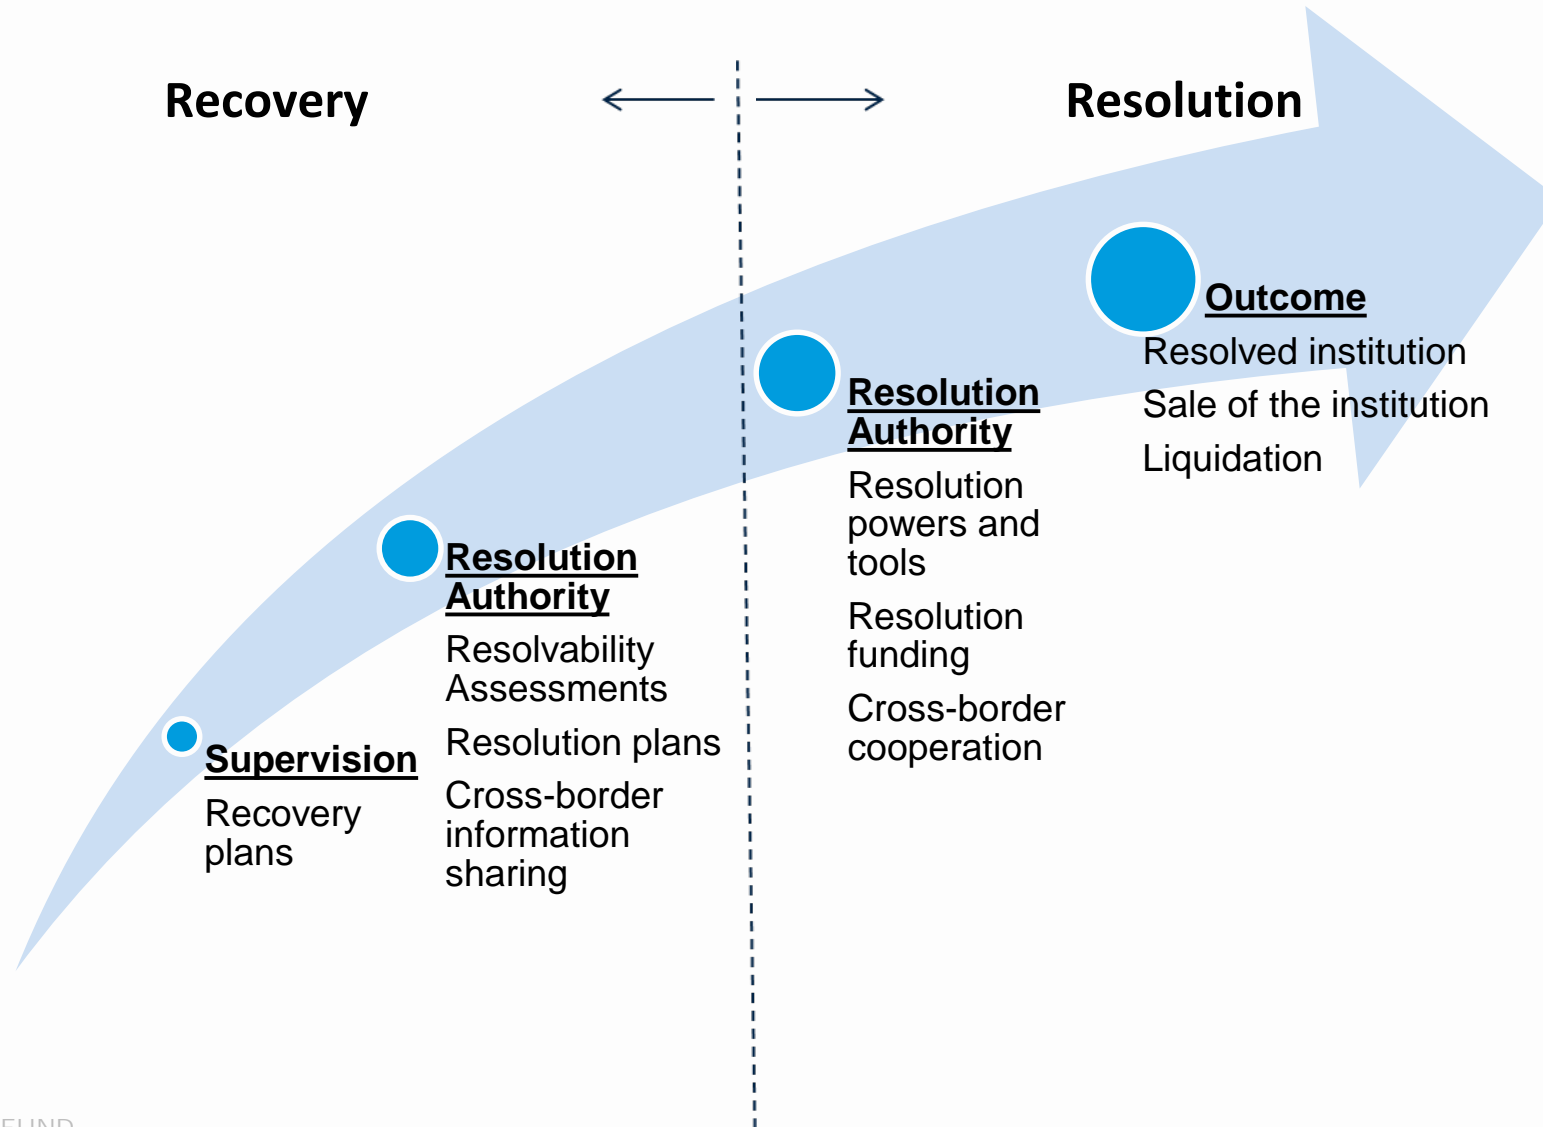 Recovery
Resolution
Supervision
Recovery
plans
Resolution
Authority
Resolvability
Assessments
Resolution plans
Cross-border
information
sharing
Resolution
Authority
Resolution
powers and
tools
Resolution
funding
Cross-border
cooperation
Outcome
Resolved institution
Sale of the institution
Liquidation
FUND